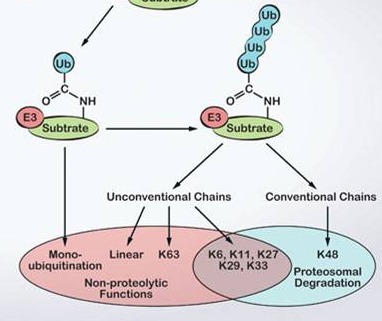 Substrate
Ub
Ub
Ub
Ub
Ub
C
O
NH
C
O
NH
E3
Subtrate
E3
Subtrate
Unconventional Chains
Conventional Chains
Mono-
ubiquitination
Linear
K63
K6, K11, K27
K29, K33
K48
Non-proteolytic
Functions
Proteosomal
Degradation